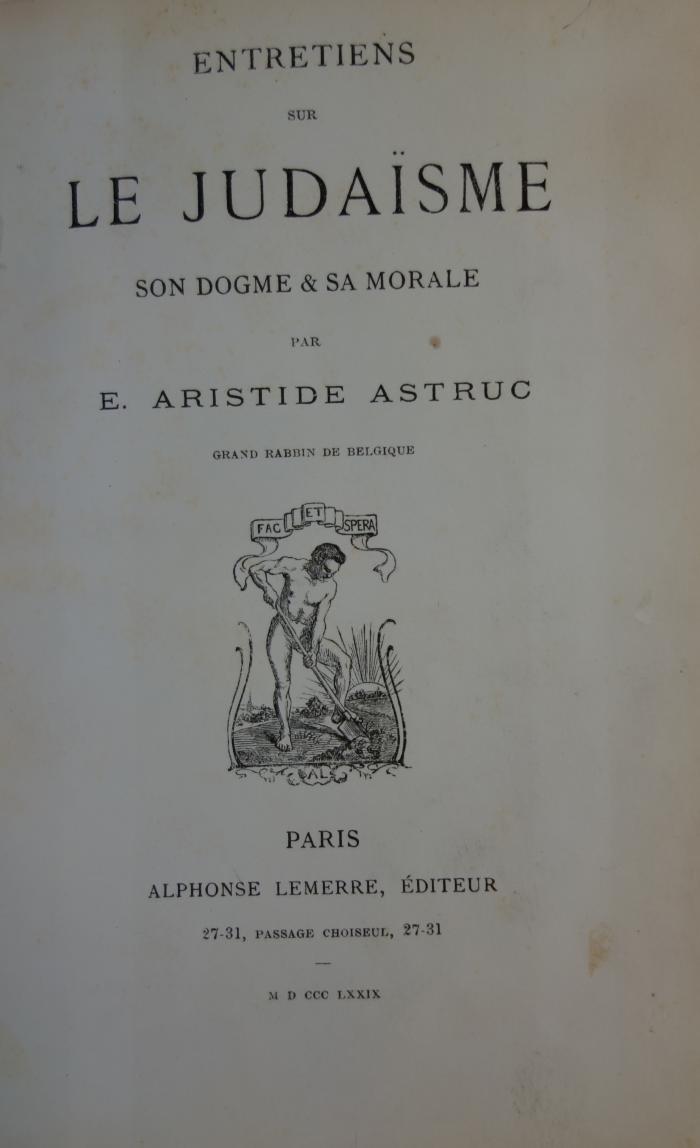 ENTRETIENS
SUR
LE JUDAÏSME
SON DOGME & SA MORALE
PAR
E. ARISTIDE ASTRUC
GRAND RABBIN DE BELGIQUE
FAC ET SPERA
AL
PARIS
ALPHONSE LEMERRE, ÉDITEUR
27-31, PASSAGE CHOISEUL, 27-31
M D CCC LXXIX